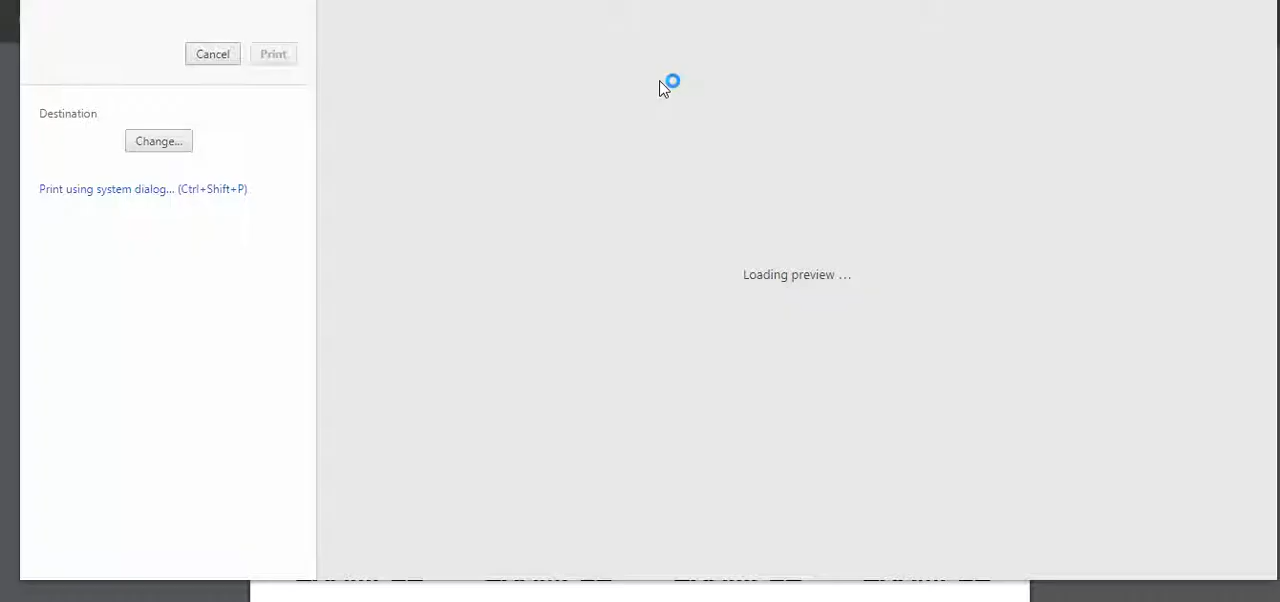 Cancel Print
Destination
Change...
Print using system dialog... (Ctrl+Shift+P)
Loading preview ...